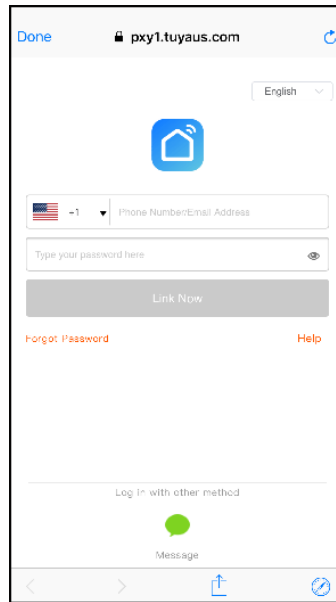 Done pxy1.tuyaus.com
English
-1 Phone Number/Email Address
Type your password here
Link Now
Forgot Password Help
Log in with other method
Message